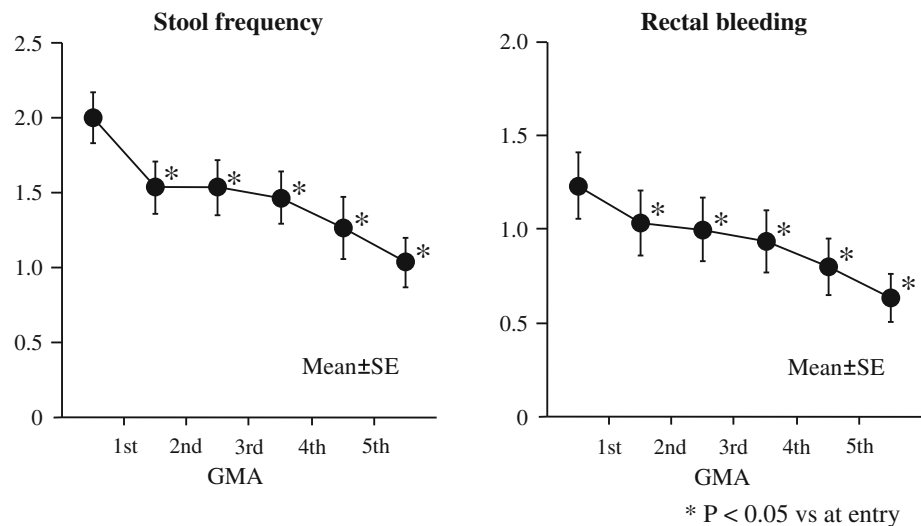 Stool frequency
2.5
2.0
1.5
1.0
0.5
0
*
*
*
*
*
Mean±SE
1st 2nd 3rd 4th 5th
GMA
Rectal bleeding
2.0
1.5
1.0
0.5
0
*
*
*
*
*
Mean±SE
1st 2nd 3rd 4th 5th
GMA
* P < 0.05 vs at entry